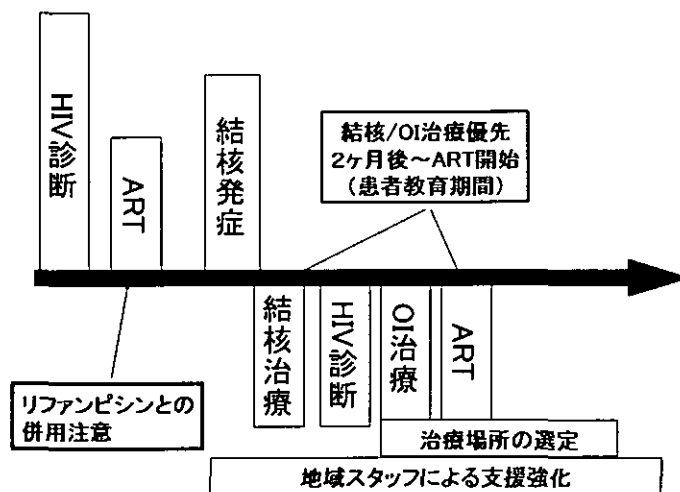 HIV診断
ART
結核発症
結核/OI治療優先
2ヶ月後～ART開始
(患者教育期間)
結核治療
HIV診断
OI治療
ART
リファンピシンとの
併用注意
治療場所の選定
地域スタッフによる支援強化